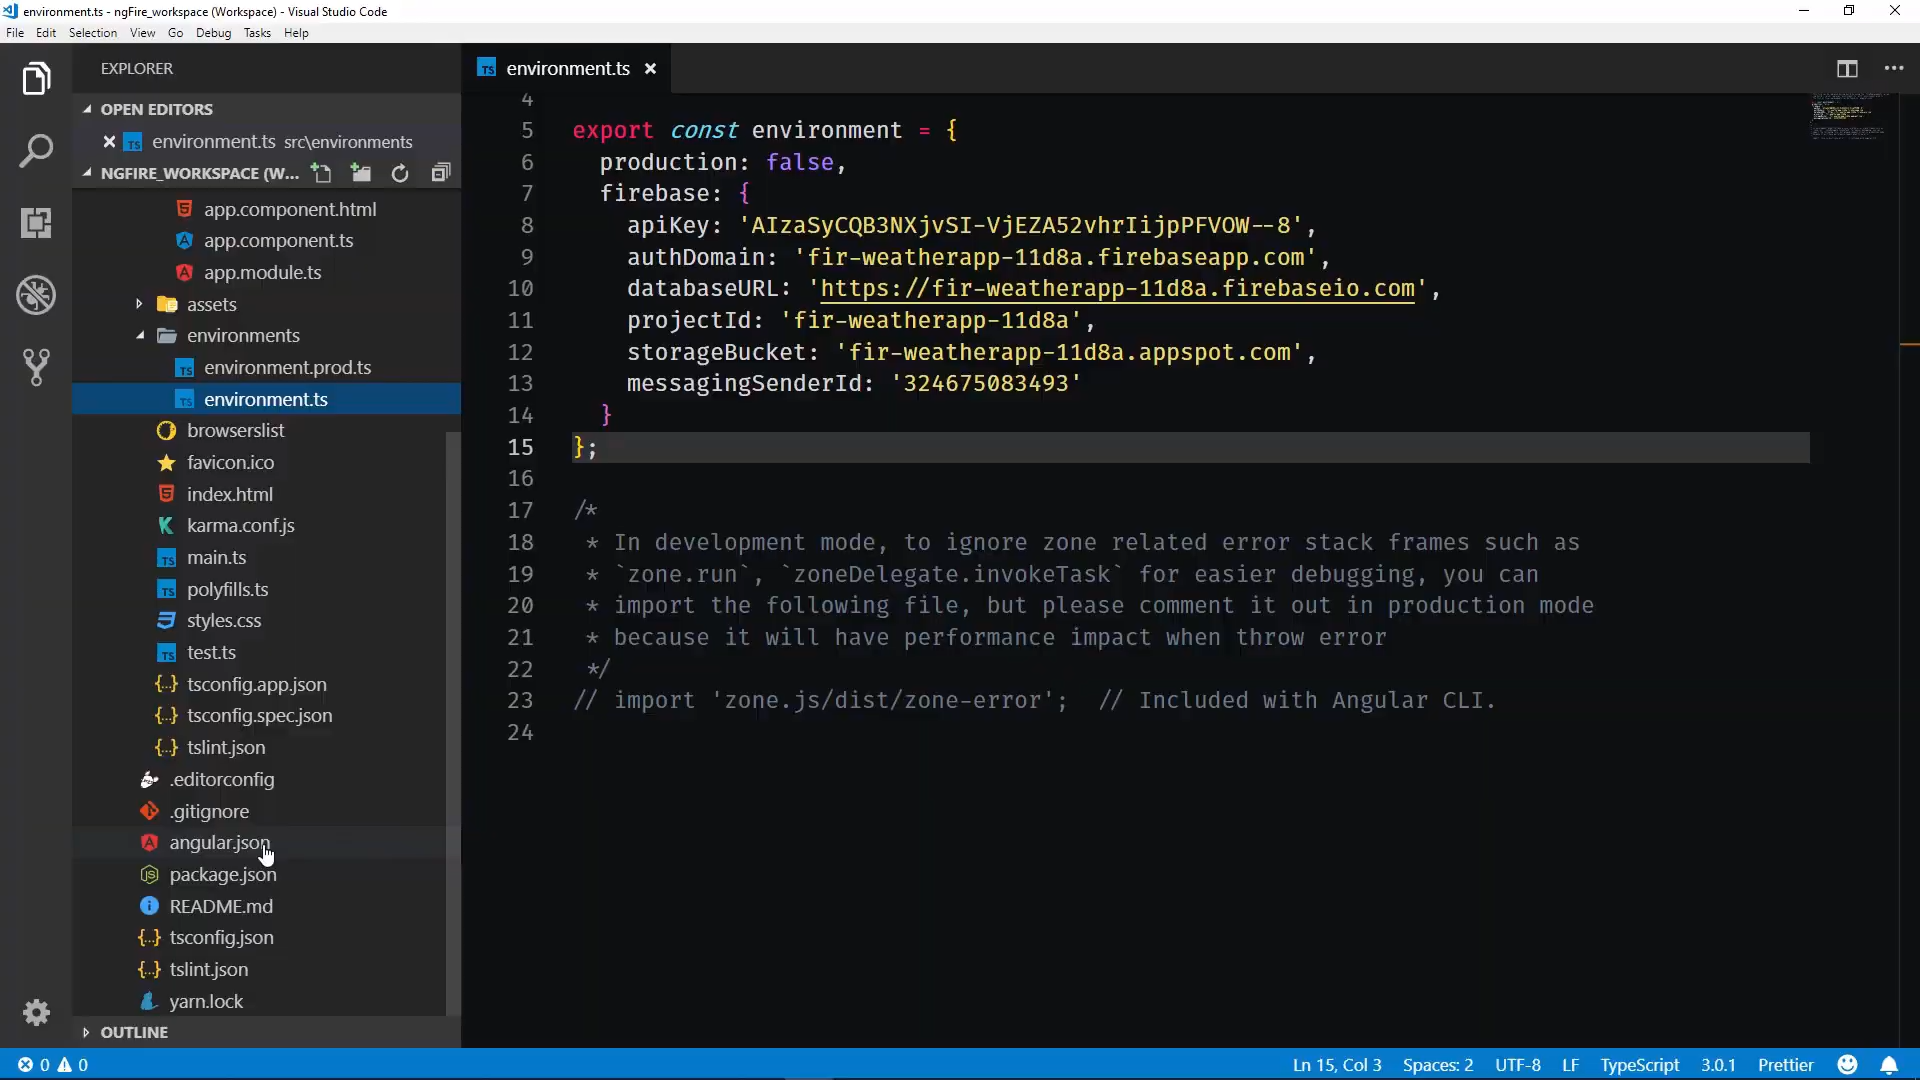 environment.ts - ngFire_workspace (Workspace) - Visual Studio Code
File Edit Selection View Go Debug Tasks Help
EXPLORER
OPEN EDITORS
environment.ts src\environments
NGFIRE_WORKSPACE (W...
app.component.html
app.component.ts
app.module.ts
assets
environments
environment.prod.ts
environment.ts
browserslist
favicon.ico
index.html
karma.conf.js
main.ts
polyfills.ts
styles.css
test.ts
tsconfig.app.json
tsconfig.spec.json
tslint.json
.editorconfig
.gitignore
angular.json
package.json
README.md
tsconfig.json
tslint.json
yarn.lock
OUTLINE
environment.ts
4
5 export const environment = {
6 production: false,
7 firebase: {
8 apiKey: 'AIzaSyCQB3NXjvSI-VjEZA52vhrIijpPFVOW--8',
9 authDomain: 'fir-weatherapp-11d8a.firebaseapp.com',
10 databaseURL: 'https://fir-weatherapp-11d8a.firebaseio.com',
11 projectId: 'fir-weatherapp-11d8a',
12 storageBucket: 'fir-weatherapp-11d8a.appspot.com',
13 messagingSenderId: '324675083493'
14 }
15 };
16
17 /*
18 * In development mode, to ignore zone related error stack frames such as
19 * `zone.run`, `zoneDelegate.invokeTask` for easier debugging, you can
20 * import the following file, but please comment it out in production mode
21 * because it will have performance impact when throw error
22 */
23 // import 'zone.js/dist/zone-error'; // Included with Angular CLI.
24
0 0 Ln 15, Col 3 Spaces: 2 UTF-8 LF TypeScript 3.0.1 Prettier